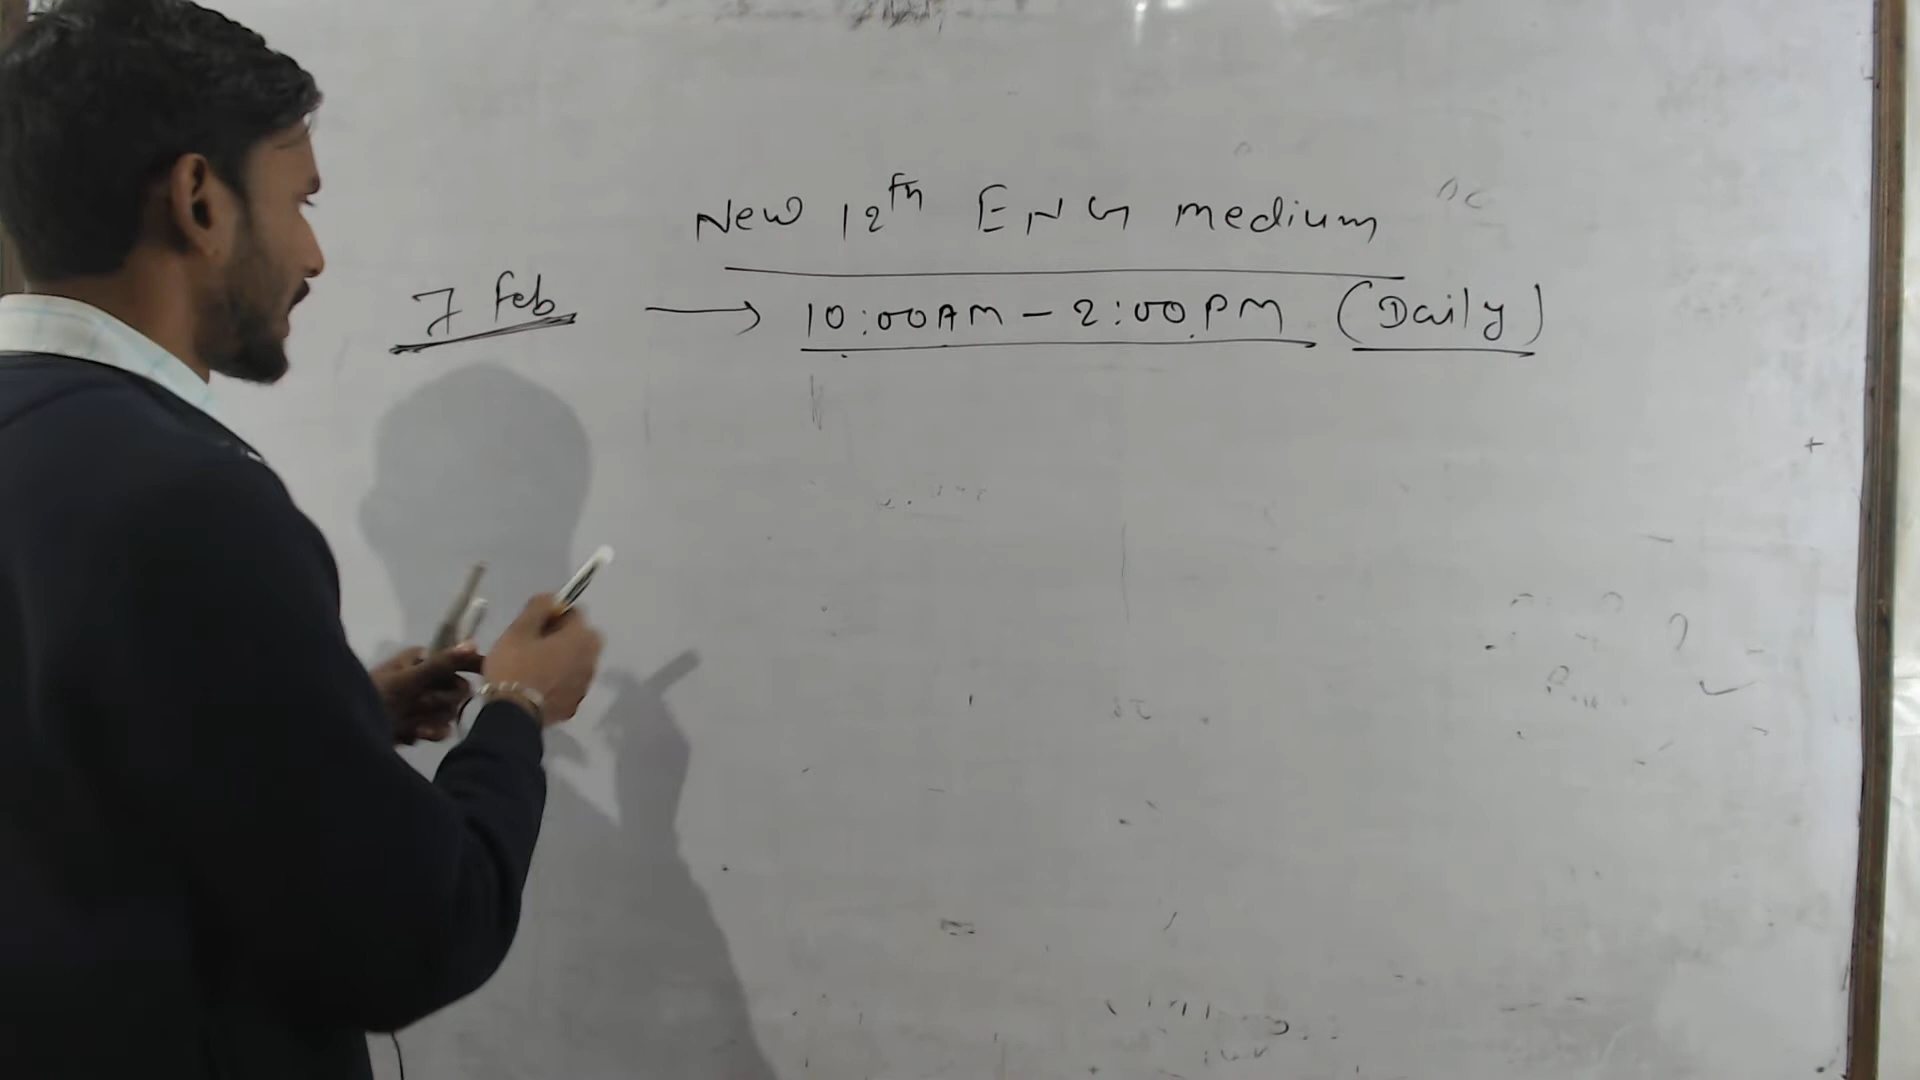 New 12th ENG medium
7 Feb → 10:00AM - 2:00PM (Daily)